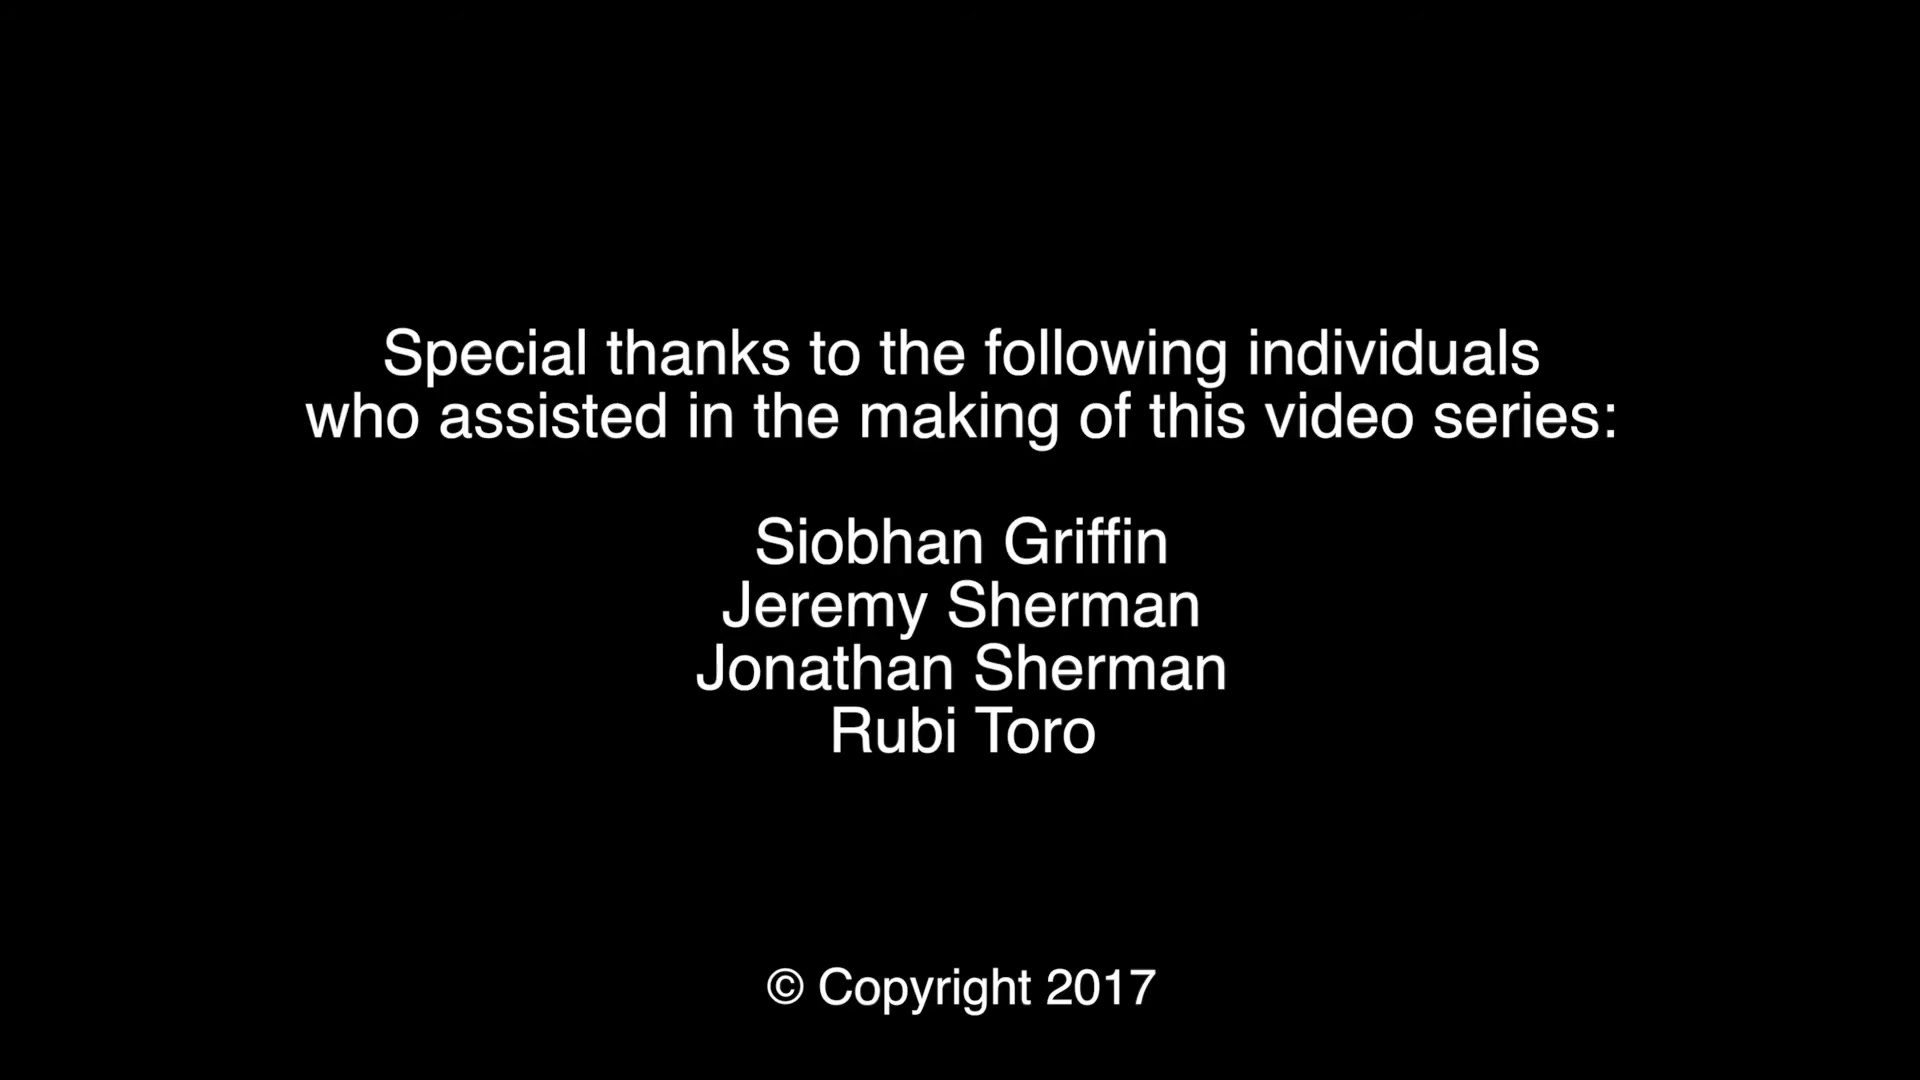 Special thanks to the following individuals
who assisted in the making of this video series:
Siobhan Griffin
Jeremy Sherman
Jonathan Sherman
Rubi Toro
© Copyright 2017